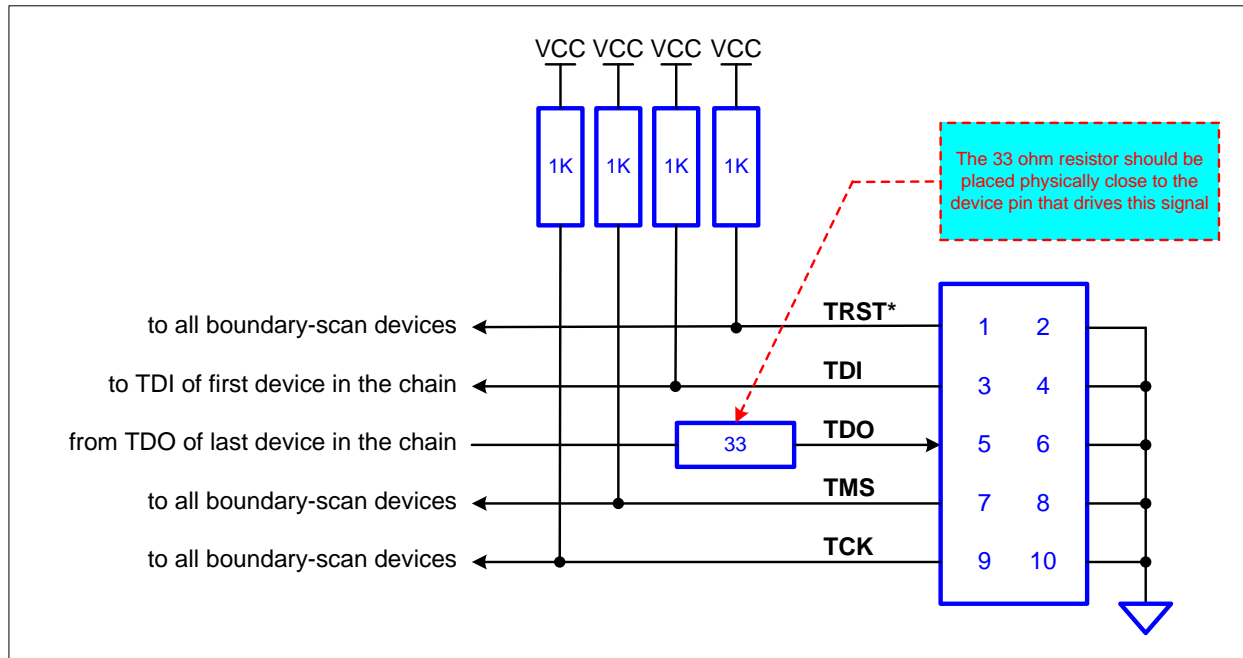 VCC VCC VCC VCC
1K 1K 1K 1K
The 33 ohm resistor should be
placed physically close to the
device pin that drives this signal
to all boundary-scan devices TRST* 1 2
to TDI of first device in the chain TDI 3 4
from TDO of last device in the chain 33 TDO 5 6
to all boundary-scan devices TMS 7 8
to all boundary-scan devices TCK 9 10